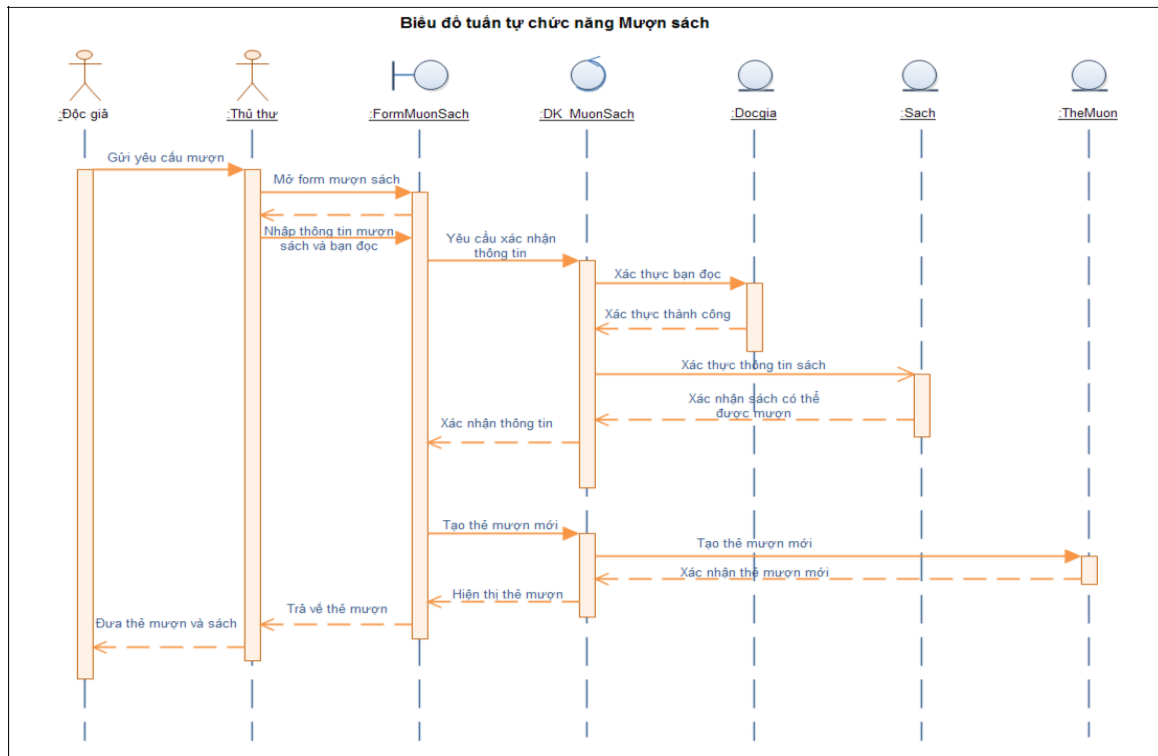 Biểu đồ tuần tự chức năng Mượn sách
:Độc giả
:Thủ thư
:FormMuonSach
:DK_MuonSach
:Docgia
:Sach
:TheMuon
Gửi yêu cầu mượn
Mở form mượn sách
Nhập thông tin mượn
sách và bạn đọc
Yêu cầu xác nhận
thông tin
Xác thực bạn đọc
Xác thực thành công
Xác thực thông tin sách
Xác nhận sách có thể
được mượn
Xác nhận thông tin
Tạo thẻ mượn mới
Tạo thẻ mượn mới
Xác nhận thẻ mượn mới
Hiện thị thẻ mượn
Trả về thẻ mượn
Đưa thẻ mượn và sách